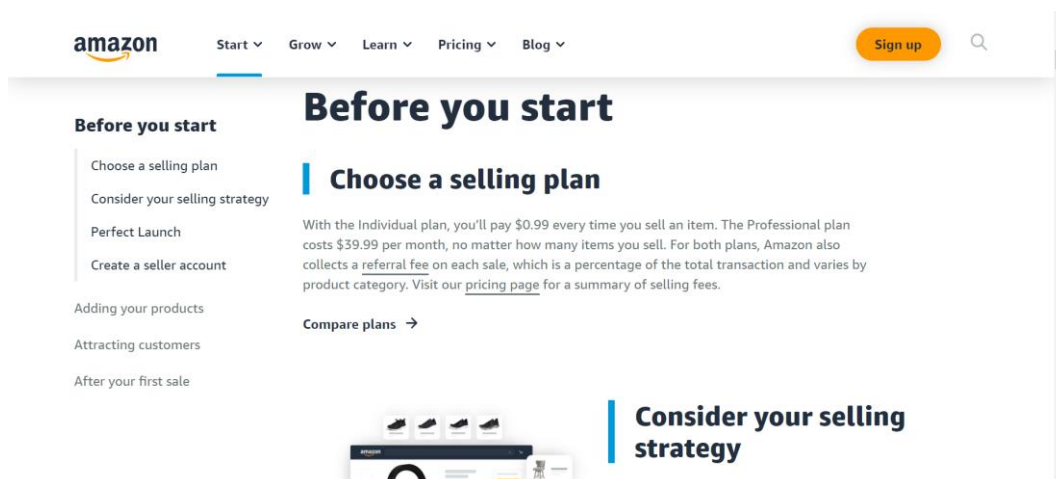 amazon
Start
Grow
Learn
Pricing
Blog
Sign up
Before you start
Choose a selling plan
Consider your selling strategy
Perfect Launch
Create a seller account
Adding your products
Attracting customers
After your first sale
Before you start
Choose a selling plan
With the Individual plan, you'll pay $0.99 every time you sell an item. The Professional plan
costs $39.99 per month, no matter how many items you sell. For both plans, Amazon also
collects a referral fee on each sale, which is a percentage of the total transaction and varies by
product category. Visit our pricing page for a summary of selling fees.
Compare plans →
amazon
Consider your selling
strategy